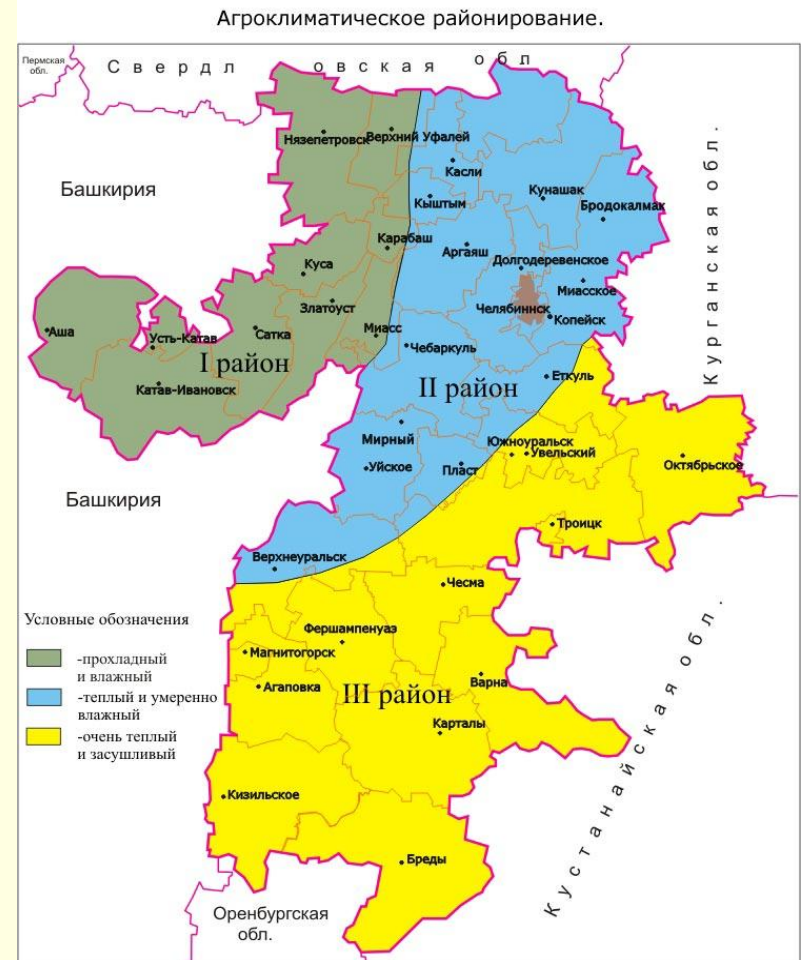 Агроклиматическое районирование.
Пермская
обл.
Свердловская обл
Нязепетровск
Верхний Уфалей
Касли
Кыштым
Кунашак
Бродокалмак
Курганская обл.
Башкирия
Карабаш
Аргаяш
Долгодеревенское
Куса
Миасское
Златоуст
Челябиннск
Копейск
Аша
Усть-Катав
Сатка
Миасс
Чебаркуль
I район
Катав-Ивановск
II район
Еткуль
Мирный
Южноуральск
Увельский
Октябрьское
Уйское
Пласт
Башкирия
Троицк
Верхнеуральск
Чесма
Условные обозначения
Фершампенуаз
-прохладный
и влажный
Магнитогорск
-теплый и умеренно
влажный
Агаповка
III район
Варна
-очень теплый
и засушливый
Карталы
Кустанайская обл.
Кизильское
Бреды
Оренбургская
обл.